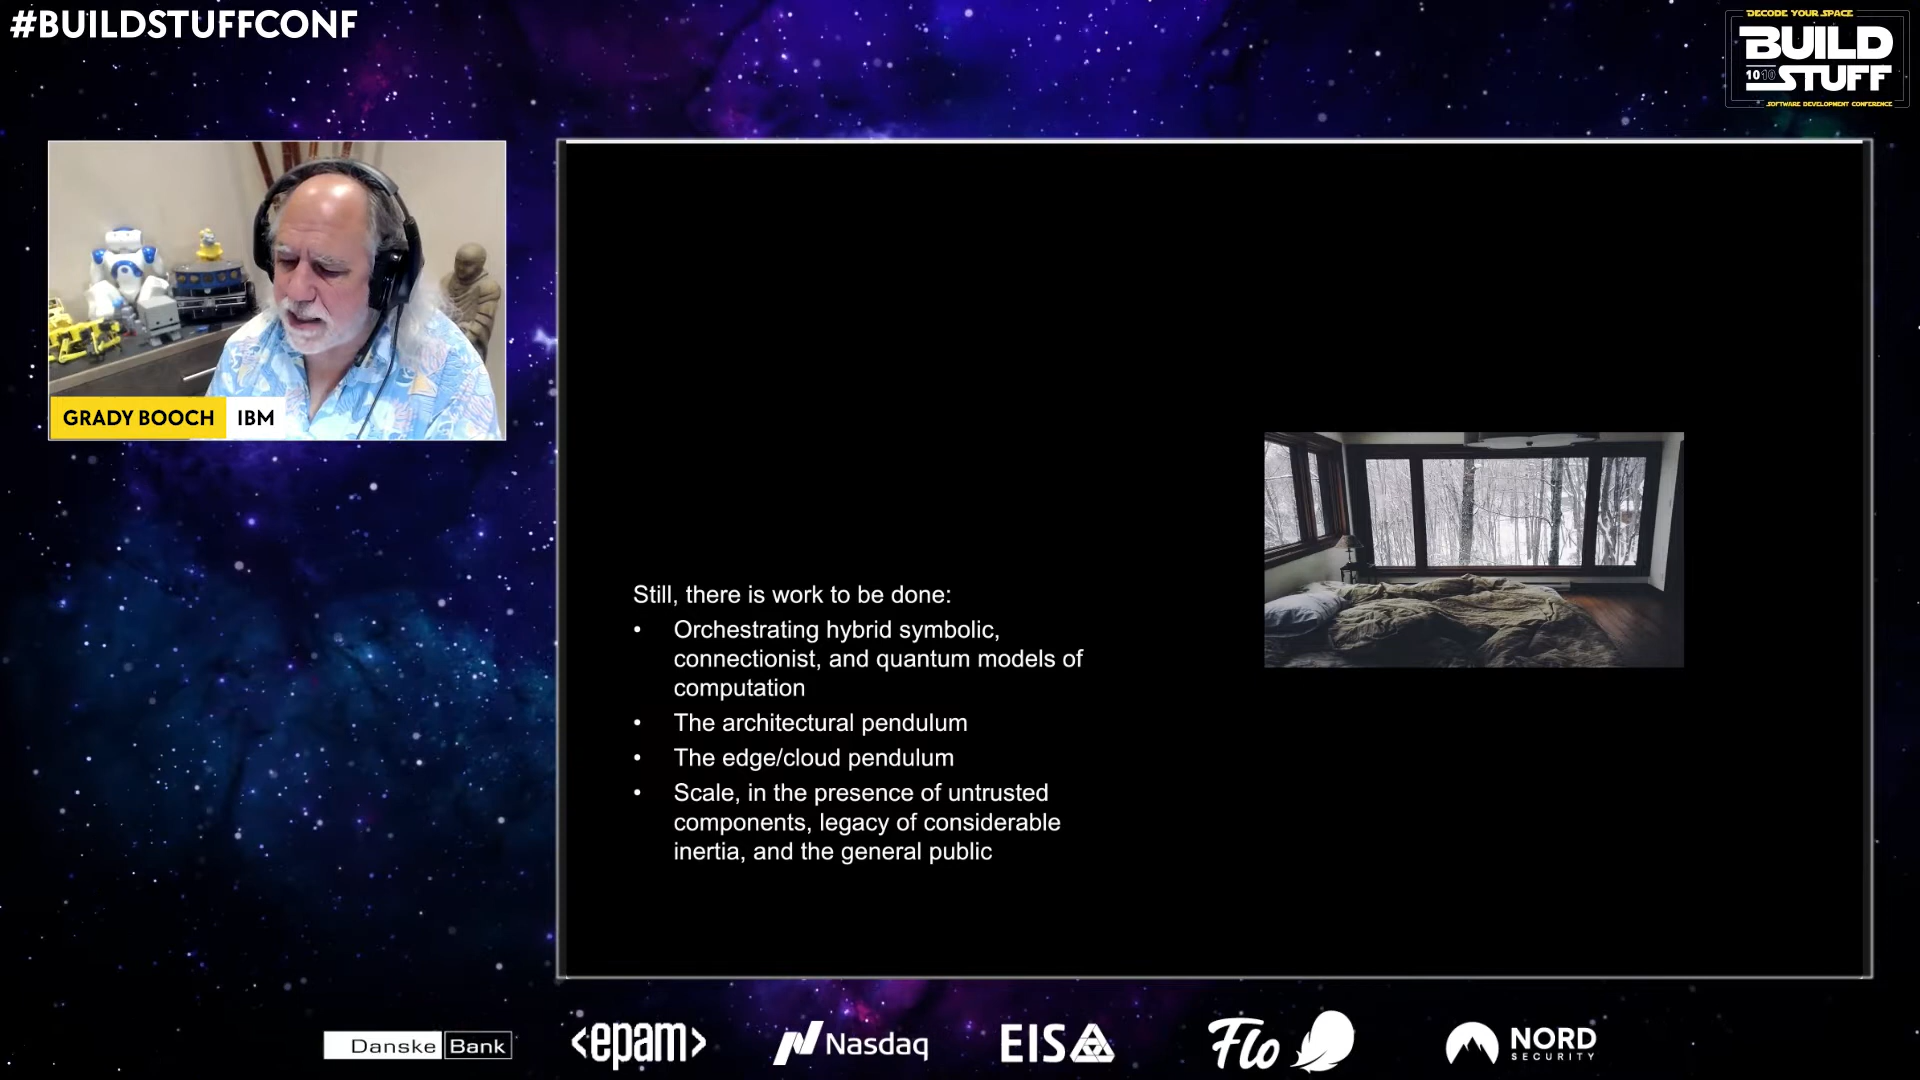 #BUILDSTUFFCONF
DECODE YOUR SPACE
BUILD
1010 STUFF
SOFTWARE DEVELOPMENT CONFERENCE
GRADY BOOCH IBM
Still, there is work to be done:
• Orchestrating hybrid symbolic,
connectionist, and quantum models of
computation
• The architectural pendulum
• The edge/cloud pendulum
• Scale, in the presence of untrusted
components, legacy of considerable
inertia, and the general public
Danske Bank
<epam>
Nasdaq
EIS
Flo
NORD
SECURITY